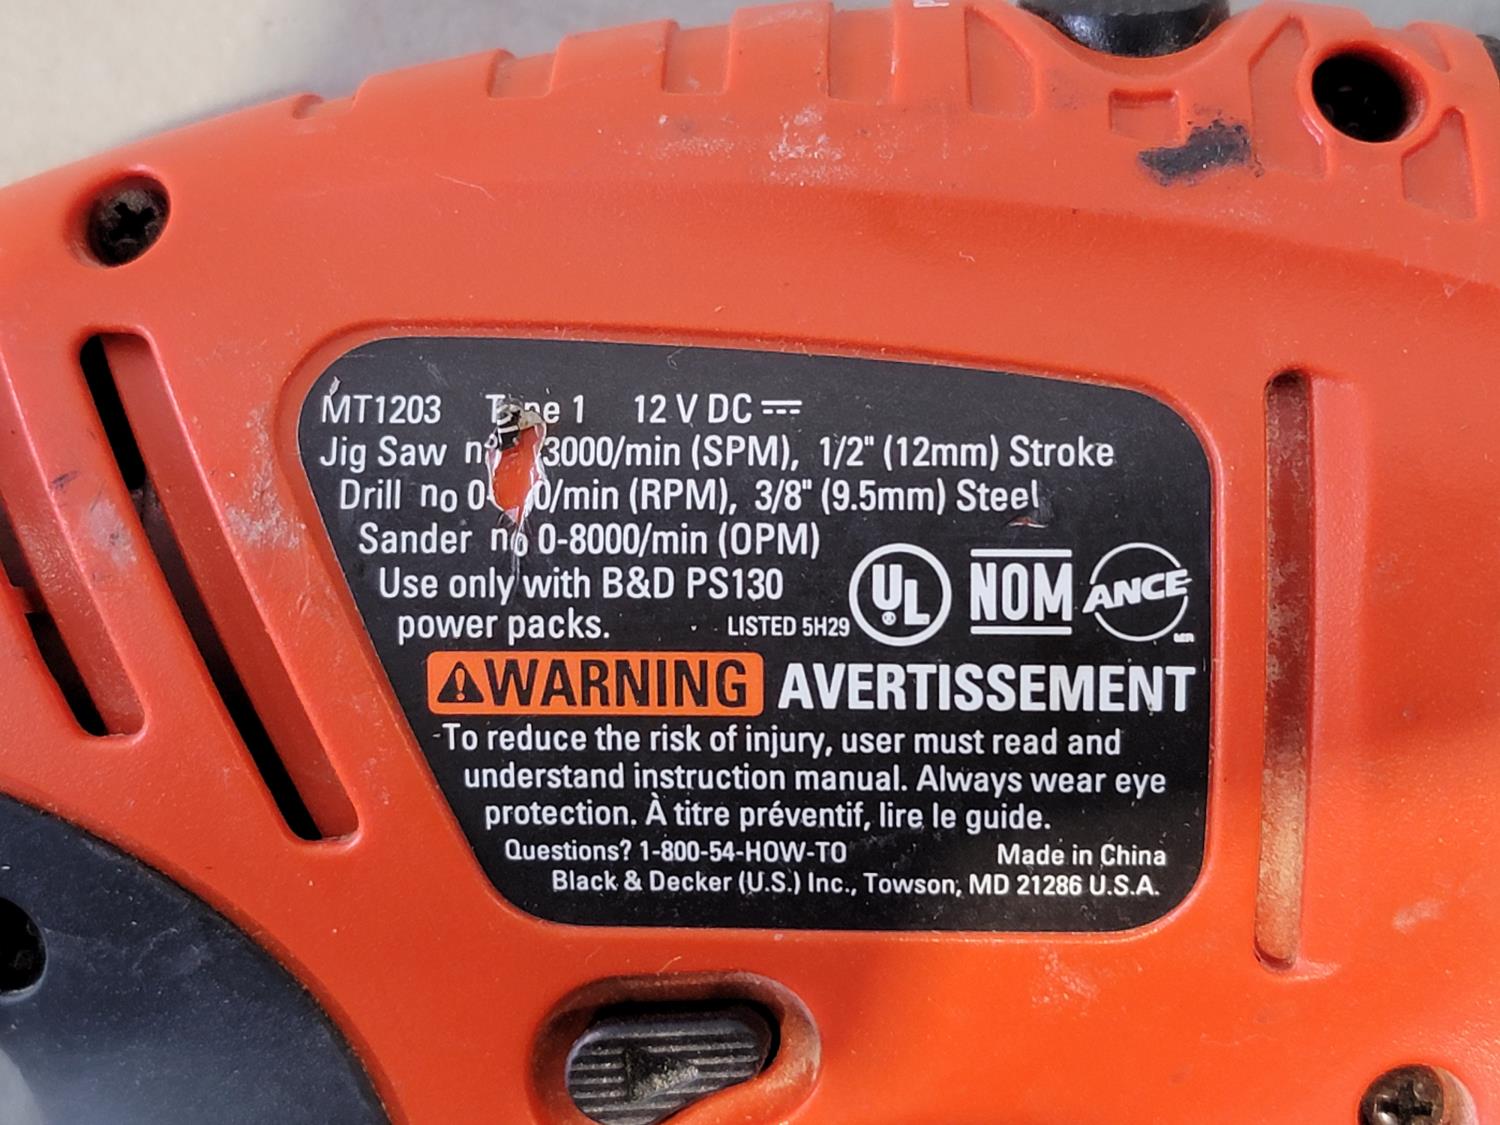 MT1203 1 12 V DC
Jig Saw 3000/min (SPM), 1/2" (12mm) Stroke
Drill no 0/min (RPM), 3/8" (9.5mm) Steel
Sander no 0-8000/min (OPM)
Use only with B&D PS130
power packs. LISTED 5H29 UL ® NOM ANCE
WARNING AVERTISSEMENT
To reduce the risk of injury, user must read and
understand instruction manual. Always wear eye
protection. À titre préventif, lire le guide.
Questions? 1-800-54-HOW-TO Made in China
Black & Decker (U.S.) Inc., Towson, MD 21286 U.S.A.